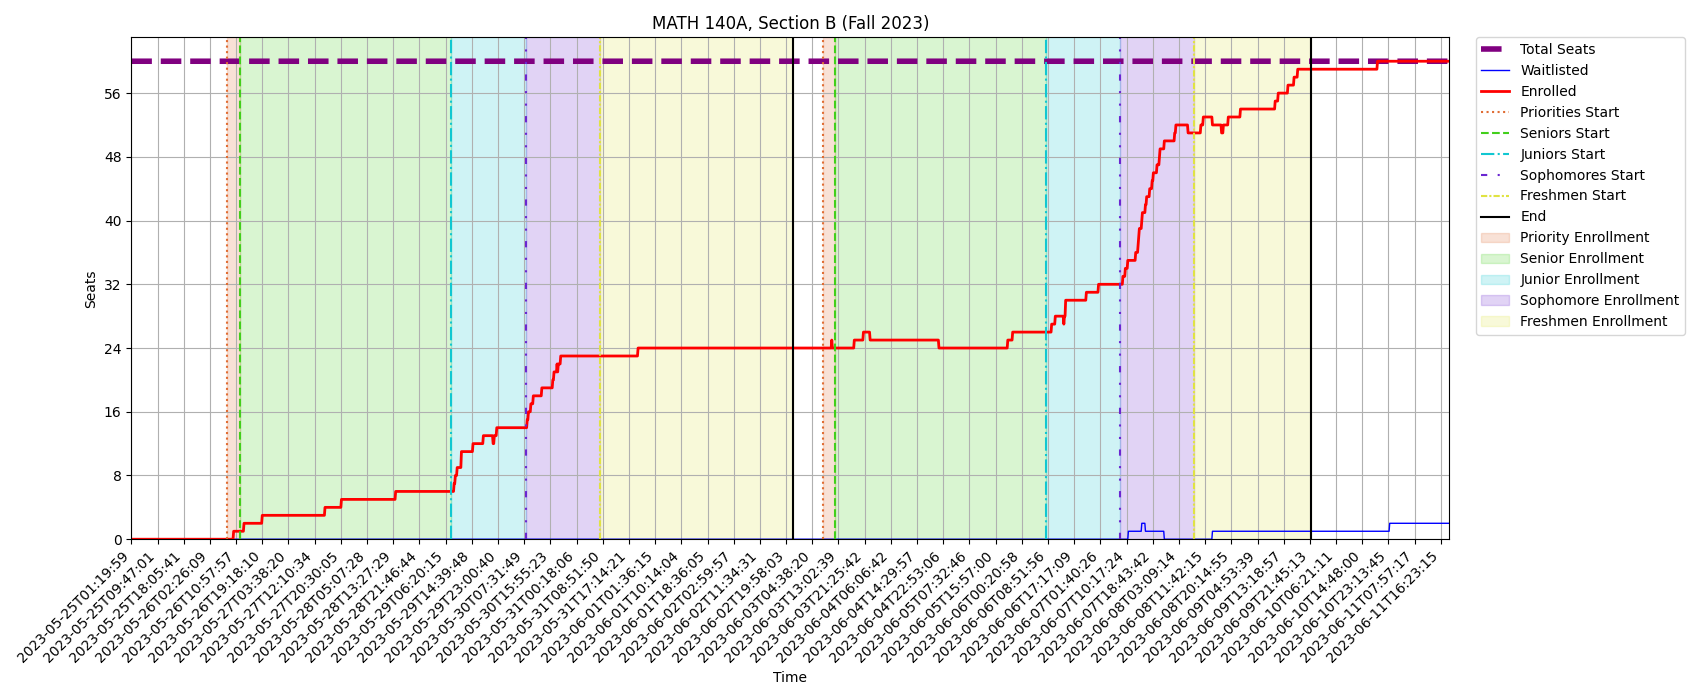 MATH 140A, Section B (Fall 2023)
Total Seats
Waitlisted
Enrolled
Priorities Start
Seniors Start
Juniors Start
Sophomores Start
Freshmen Start
End
Priority Enrollment
Senior Enrollment
Junior Enrollment
Sophomore Enrollment
Freshmen Enrollment
Seats
56
48
40
32
24
16
8
0
2023-05-25T01:19:59
2023-05-25T09:47:01
2023-05-25T18:05:41
2023-05-26T02:26:09
2023-05-26T10:57:57
2023-05-26T19:18:10
2023-05-27T03:38:20
2023-05-27T12:10:34
2023-05-27T20:30:05
2023-05-28T05:07:28
2023-05-28T13:27:29
2023-05-28T21:46:44
2023-05-29T06:20:15
2023-05-29T14:39:48
2023-05-29T23:00:40
2023-05-30T07:31:49
2023-05-30T15:55:23
2023-05-31T00:18:06
2023-05-31T08:51:50
2023-05-31T17:14:21
2023-06-01T01:36:15
2023-06-01T10:14:04
2023-06-01T18:36:05
2023-06-02T02:59:57
2023-06-02T11:34:31
2023-06-02T19:58:03
2023-06-03T04:38:20
2023-06-03T13:02:39
2023-06-03T21:25:42
2023-06-04T06:06:42
2023-06-04T14:29:57
2023-06-04T22:53:06
2023-06-05T07:32:46
2023-06-05T15:57:00
2023-06-06T00:20:58
2023-06-06T08:51:56
2023-06-06T17:17:09
2023-06-07T01:40:26
2023-06-07T10:17:24
2023-06-07T18:43:42
2023-06-08T03:09:14
2023-06-08T11:42:15
2023-06-08T20:14:55
2023-06-09T04:53:39
2023-06-09T13:18:57
2023-06-09T21:45:13
2023-06-10T06:21:11
2023-06-10T14:48:00
2023-06-10T23:13:45
2023-06-11T07:57:17
2023-06-11T16:23:15
Time